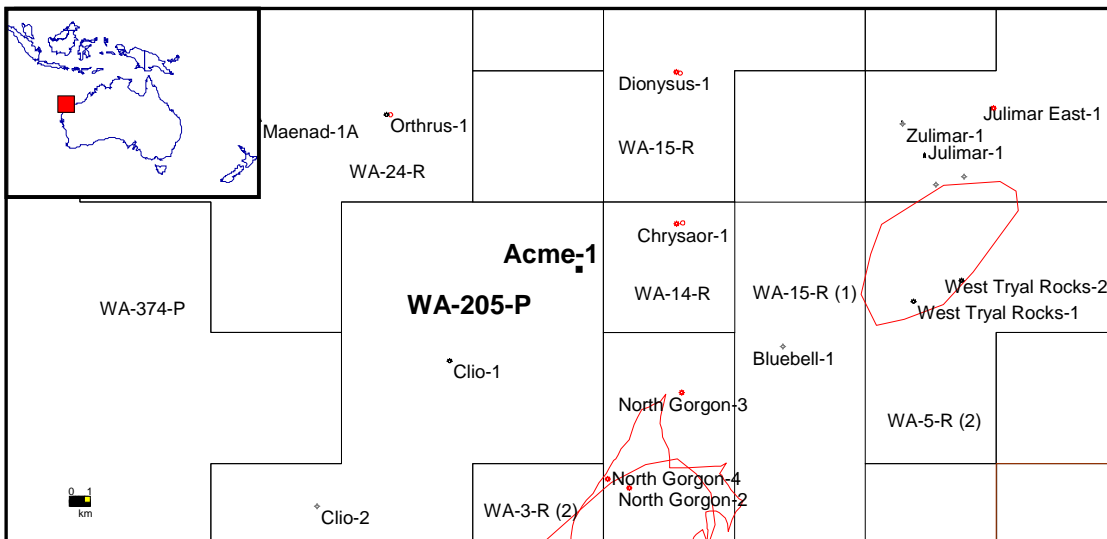 Dionysus-1
Julimar East-1
Maenad-1A
Orthrus-1
Zulimar-1
WA-15-R
Julimar-1
WA-24-R
Chrysaor-1
Acme-1
West Tryal Rocks-2
WA-14-R
WA-15-R (1)
WA-374-P
WA-205-P
West Tryal Rocks-1
Bluebell-1
Clio-1
North Gorgon-3
WA-5-R (2)
North Gorgon-4
0 1
North Gorgon-2
km
WA-3-R (2)
Clio-2